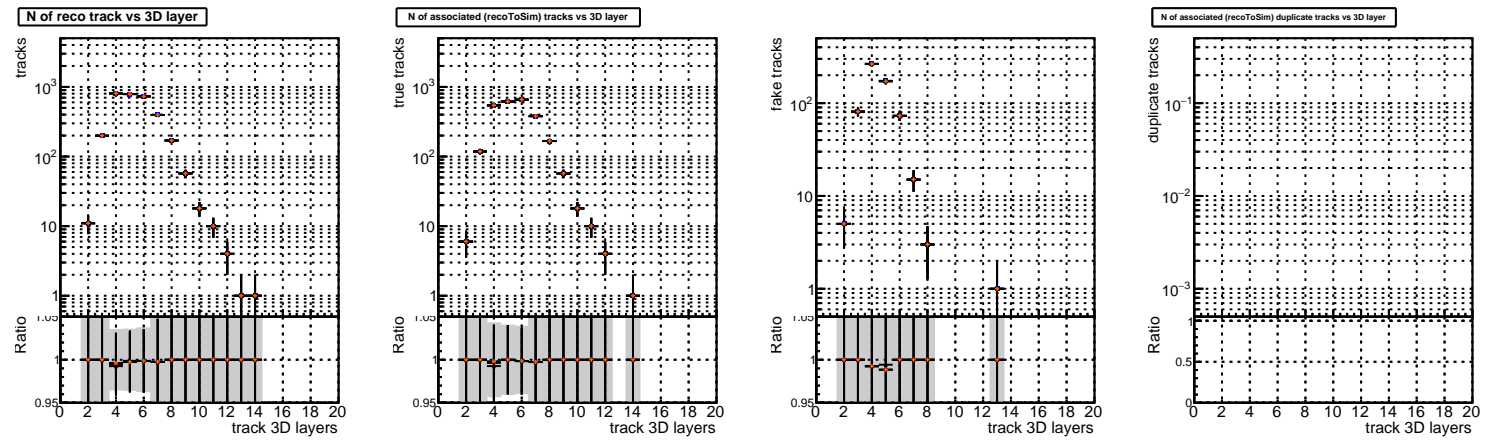 N of reco track vs 3D layer
tracks
10³
10²
10
1
Ratio
1.05
1
0.95
0 2 4 6 8 10 12 14 16 18 20
track 3D layers
N of associated (recoToSim) tracks vs 3D layer
true tracks
10³
10²
10
1
Ratio
1.05
1
0.95
0 2 4 6 8 10 12 14 16 18 20
track 3D layers
fake tracks
10²
10
1
Ratio
1.05
1
0.95
0 2 4 6 8 10 12 14 16 18 20
track 3D layers
N of associated (recoToSim) duplicate tracks vs 3D layer
duplicate tracks
10⁻¹
10⁻²
10⁻³
Ratio
1
0.5
0
0 2 4 6 8 10 12 14 16 18 20
track 3D layers